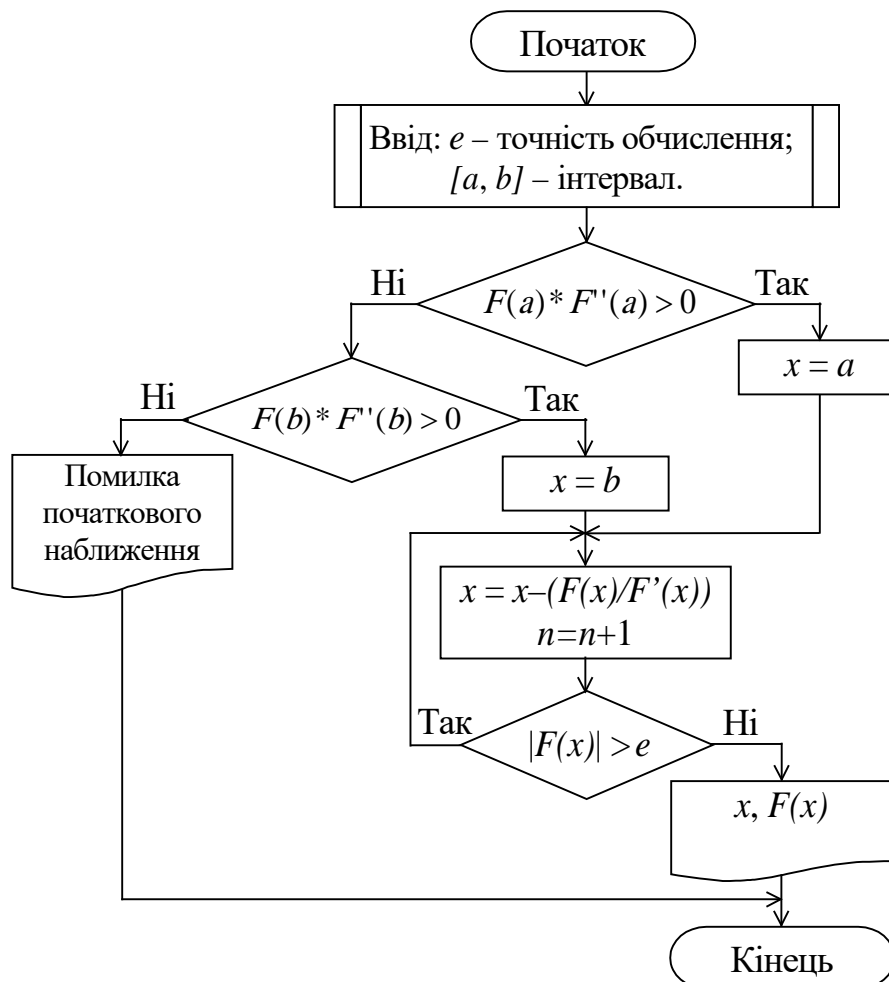 Початок
Ввід: e – точність обчислення;
[a, b] – інтервал.
Ні
F(a)* F''(a) > 0
Так
x = a
Ні
F(b)* F''(b) > 0
Так
x = b
Помилка
початкового
наближення
x = x–(F(x)/F’(x))
n=n+1
Так
|F(x)| > e
Ні
x, F(x)
Кінець